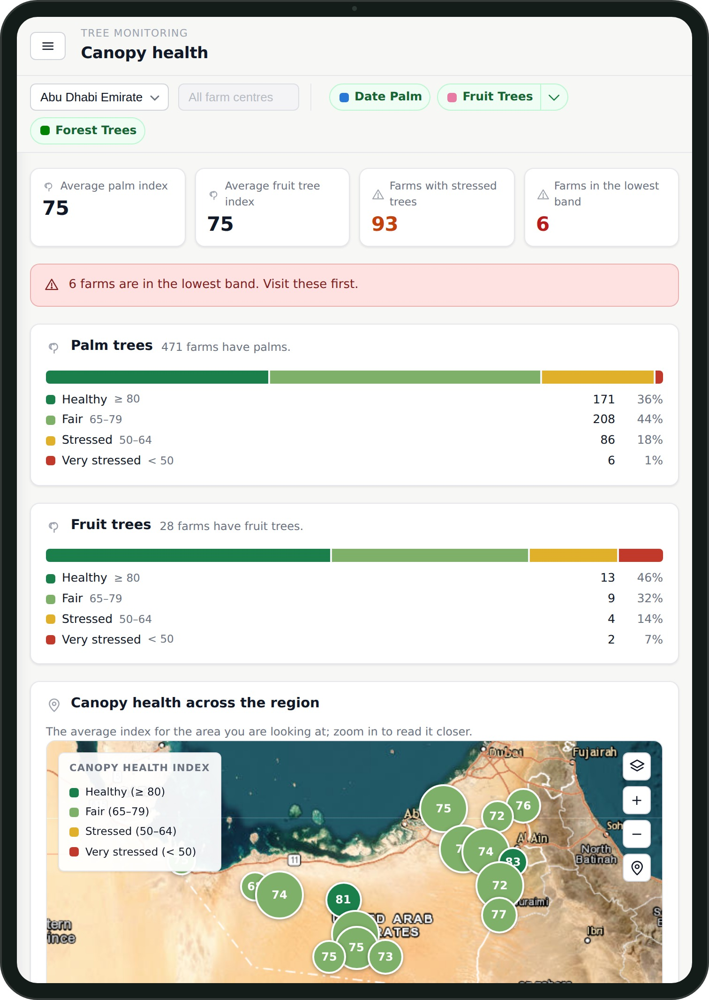 TREE MONITORING
Canopy health
Abu Dhabi Emirate
All farm centres
Date Palm
Fruit Trees
Forest Trees
Average palm index
75
Average fruit tree
index
75
Farms with stressed
trees
93
Farms in the lowest
band
6
6 farms are in the lowest band. Visit these first.
Palm trees 471 farms have palms.
Healthy ≥ 80 171 36%
Fair 65–79 208 44%
Stressed 50–64 86 18%
Very stressed < 50 6 1%
Fruit trees 28 farms have fruit trees.
Healthy ≥ 80 13 46%
Fair 65–79 9 32%
Stressed 50–64 4 14%
Very stressed < 50 2 7%
Canopy health across the region
The average index for the area you are looking at; zoom in to read it closer.
CANOPY HEALTH INDEX
Healthy (≥ 80)
Fair (65–79)
Stressed (50–64)
Very stressed (< 50)
Dubai
Fujairah
75
76
72
Al Ain
74
83
North
Batinah
11
72
74
81
77
ARAB
Ibri
75
75
73